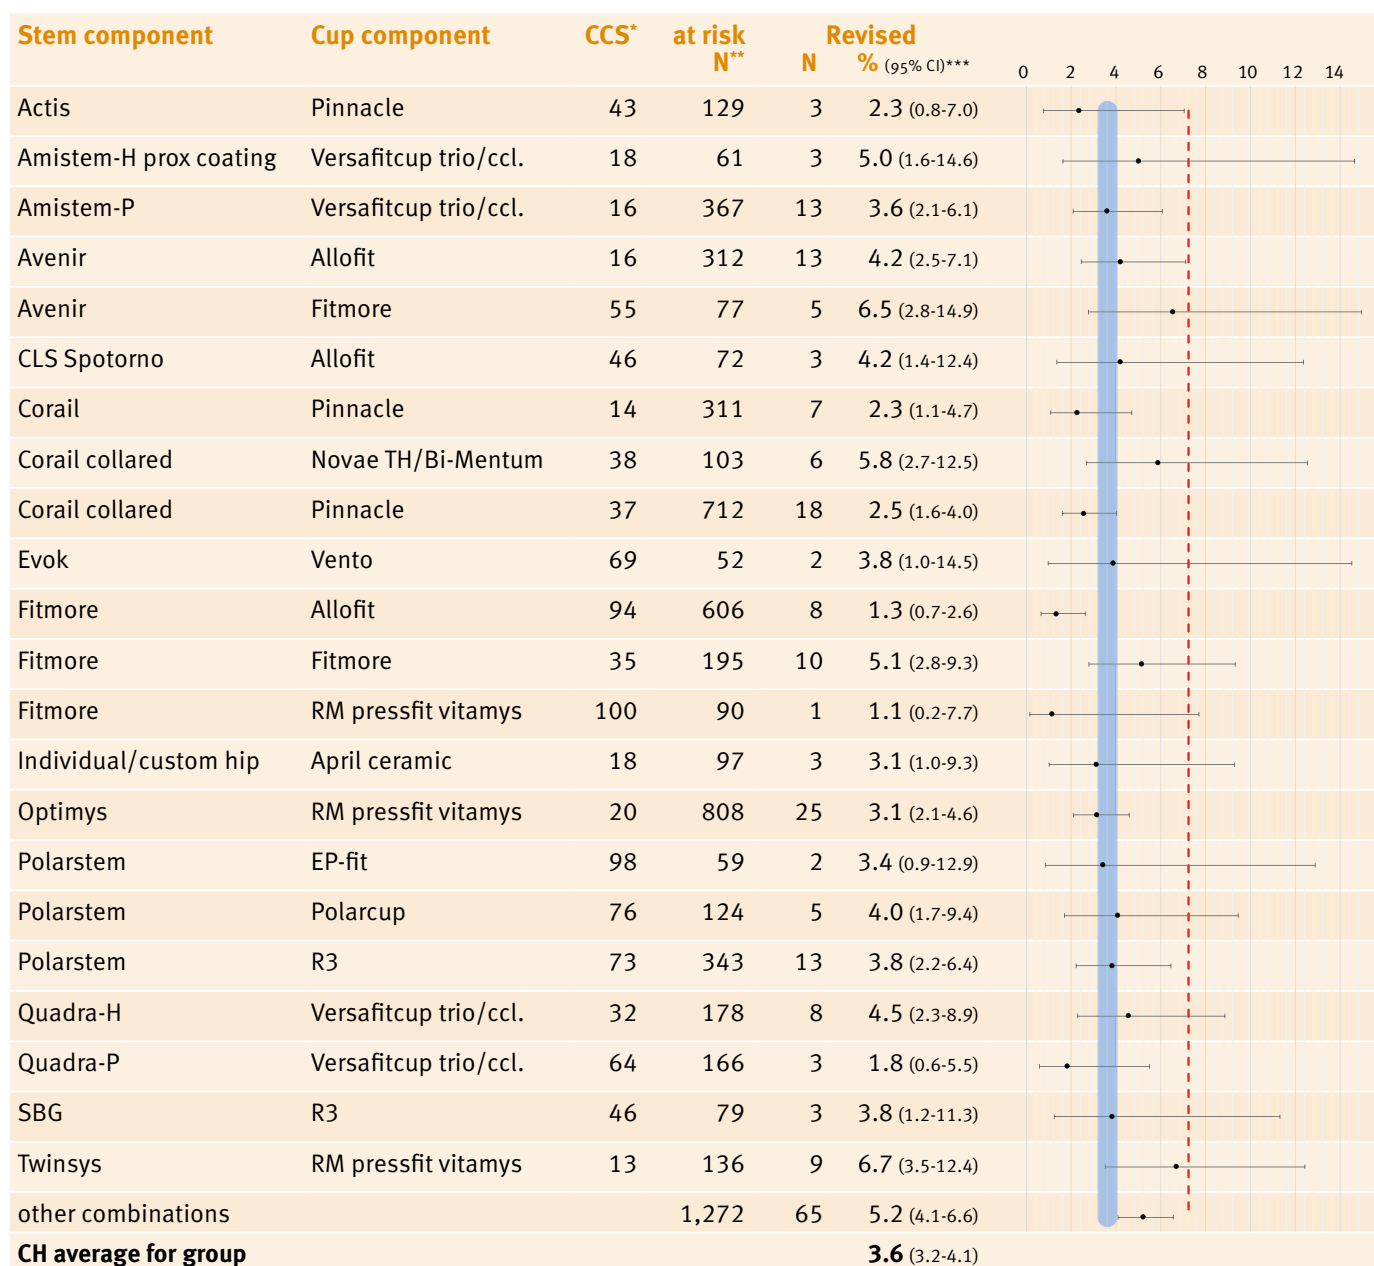 Stem component Cup component CCS* at risk Revised
N** N % (95% CI)*** 0 2 4 6 8 10 12 14
Actis Pinnacle 43 129 3 2.3 (0.8-7.0)
Amistem-H prox coating Versafitcup trio/ccl. 18 61 3 5.0 (1.6-14.6)
Amistem-P Versafitcup trio/ccl. 16 367 13 3.6 (2.1-6.1)
Avenir Allofit 16 312 13 4.2 (2.5-7.1)
Avenir Fitmore 55 77 5 6.5 (2.8-14.9)
CLS Spotorno Allofit 46 72 3 4.2 (1.4-12.4)
Corail Pinnacle 14 311 7 2.3 (1.1-4.7)
Corail collared Novae TH/Bi-Mentum 38 103 6 5.8 (2.7-12.5)
Corail collared Pinnacle 37 712 18 2.5 (1.6-4.0)
Evok Vento 69 52 2 3.8 (1.0-14.5)
Fitmore Allofit 94 606 8 1.3 (0.7-2.6)
Fitmore Fitmore 35 195 10 5.1 (2.8-9.3)
Fitmore RM pressfit vitamys 100 90 1 1.1 (0.2-7.7)
Individual/custom hip April ceramic 18 97 3 3.1 (1.0-9.3)
Optimys RM pressfit vitamys 20 808 25 3.1 (2.1-4.6)
Polarstem EP-fit 98 59 2 3.4 (0.9-12.9)
Polarstem Polarcup 76 124 5 4.0 (1.7-9.4)
Polarstem R3 73 343 13 3.8 (2.2-6.4)
Quadra-H Versafitcup trio/ccl. 32 178 8 4.5 (2.3-8.9)
Quadra-P Versafitcup trio/ccl. 64 166 3 1.8 (0.6-5.5)
SBG R3 46 79 3 3.8 (1.2-11.3)
Twinsys RM pressfit vitamys 13 136 9 6.7 (3.5-12.4)
other combinations 1,272 65 5.2 (4.1-6.6)
CH average for group 3.6 (3.2-4.1)